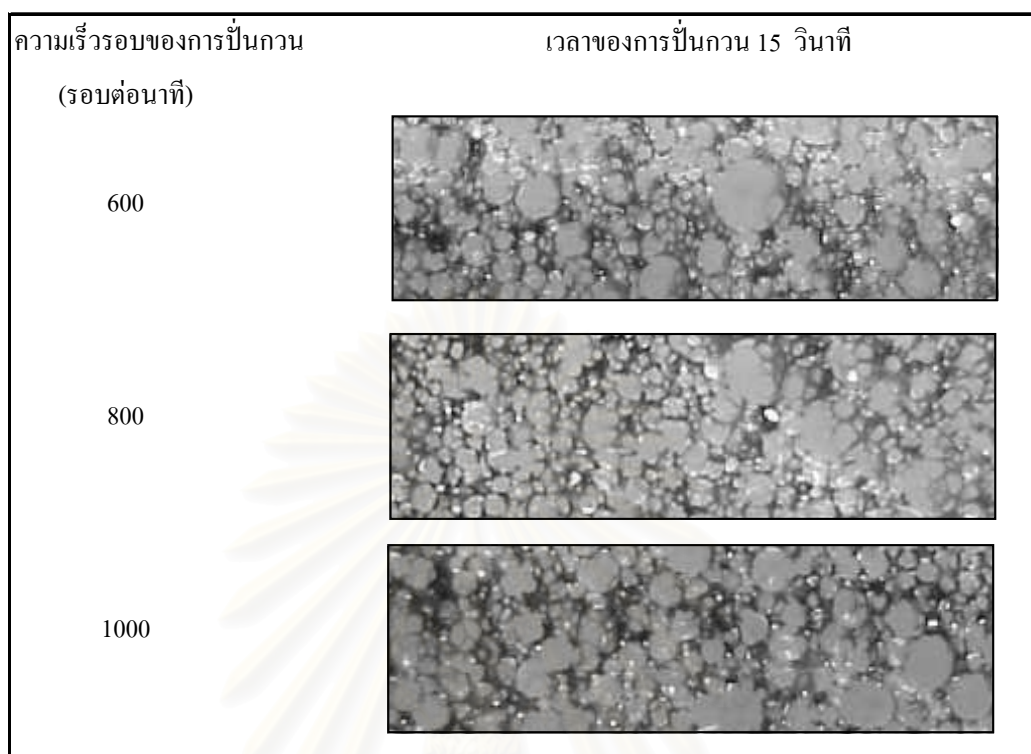 ความเร็วรอบของการปั่นกวน
(รอบต่อนาที)
เวลาของการปั่นกวน 15 วินาที
600
800
1000